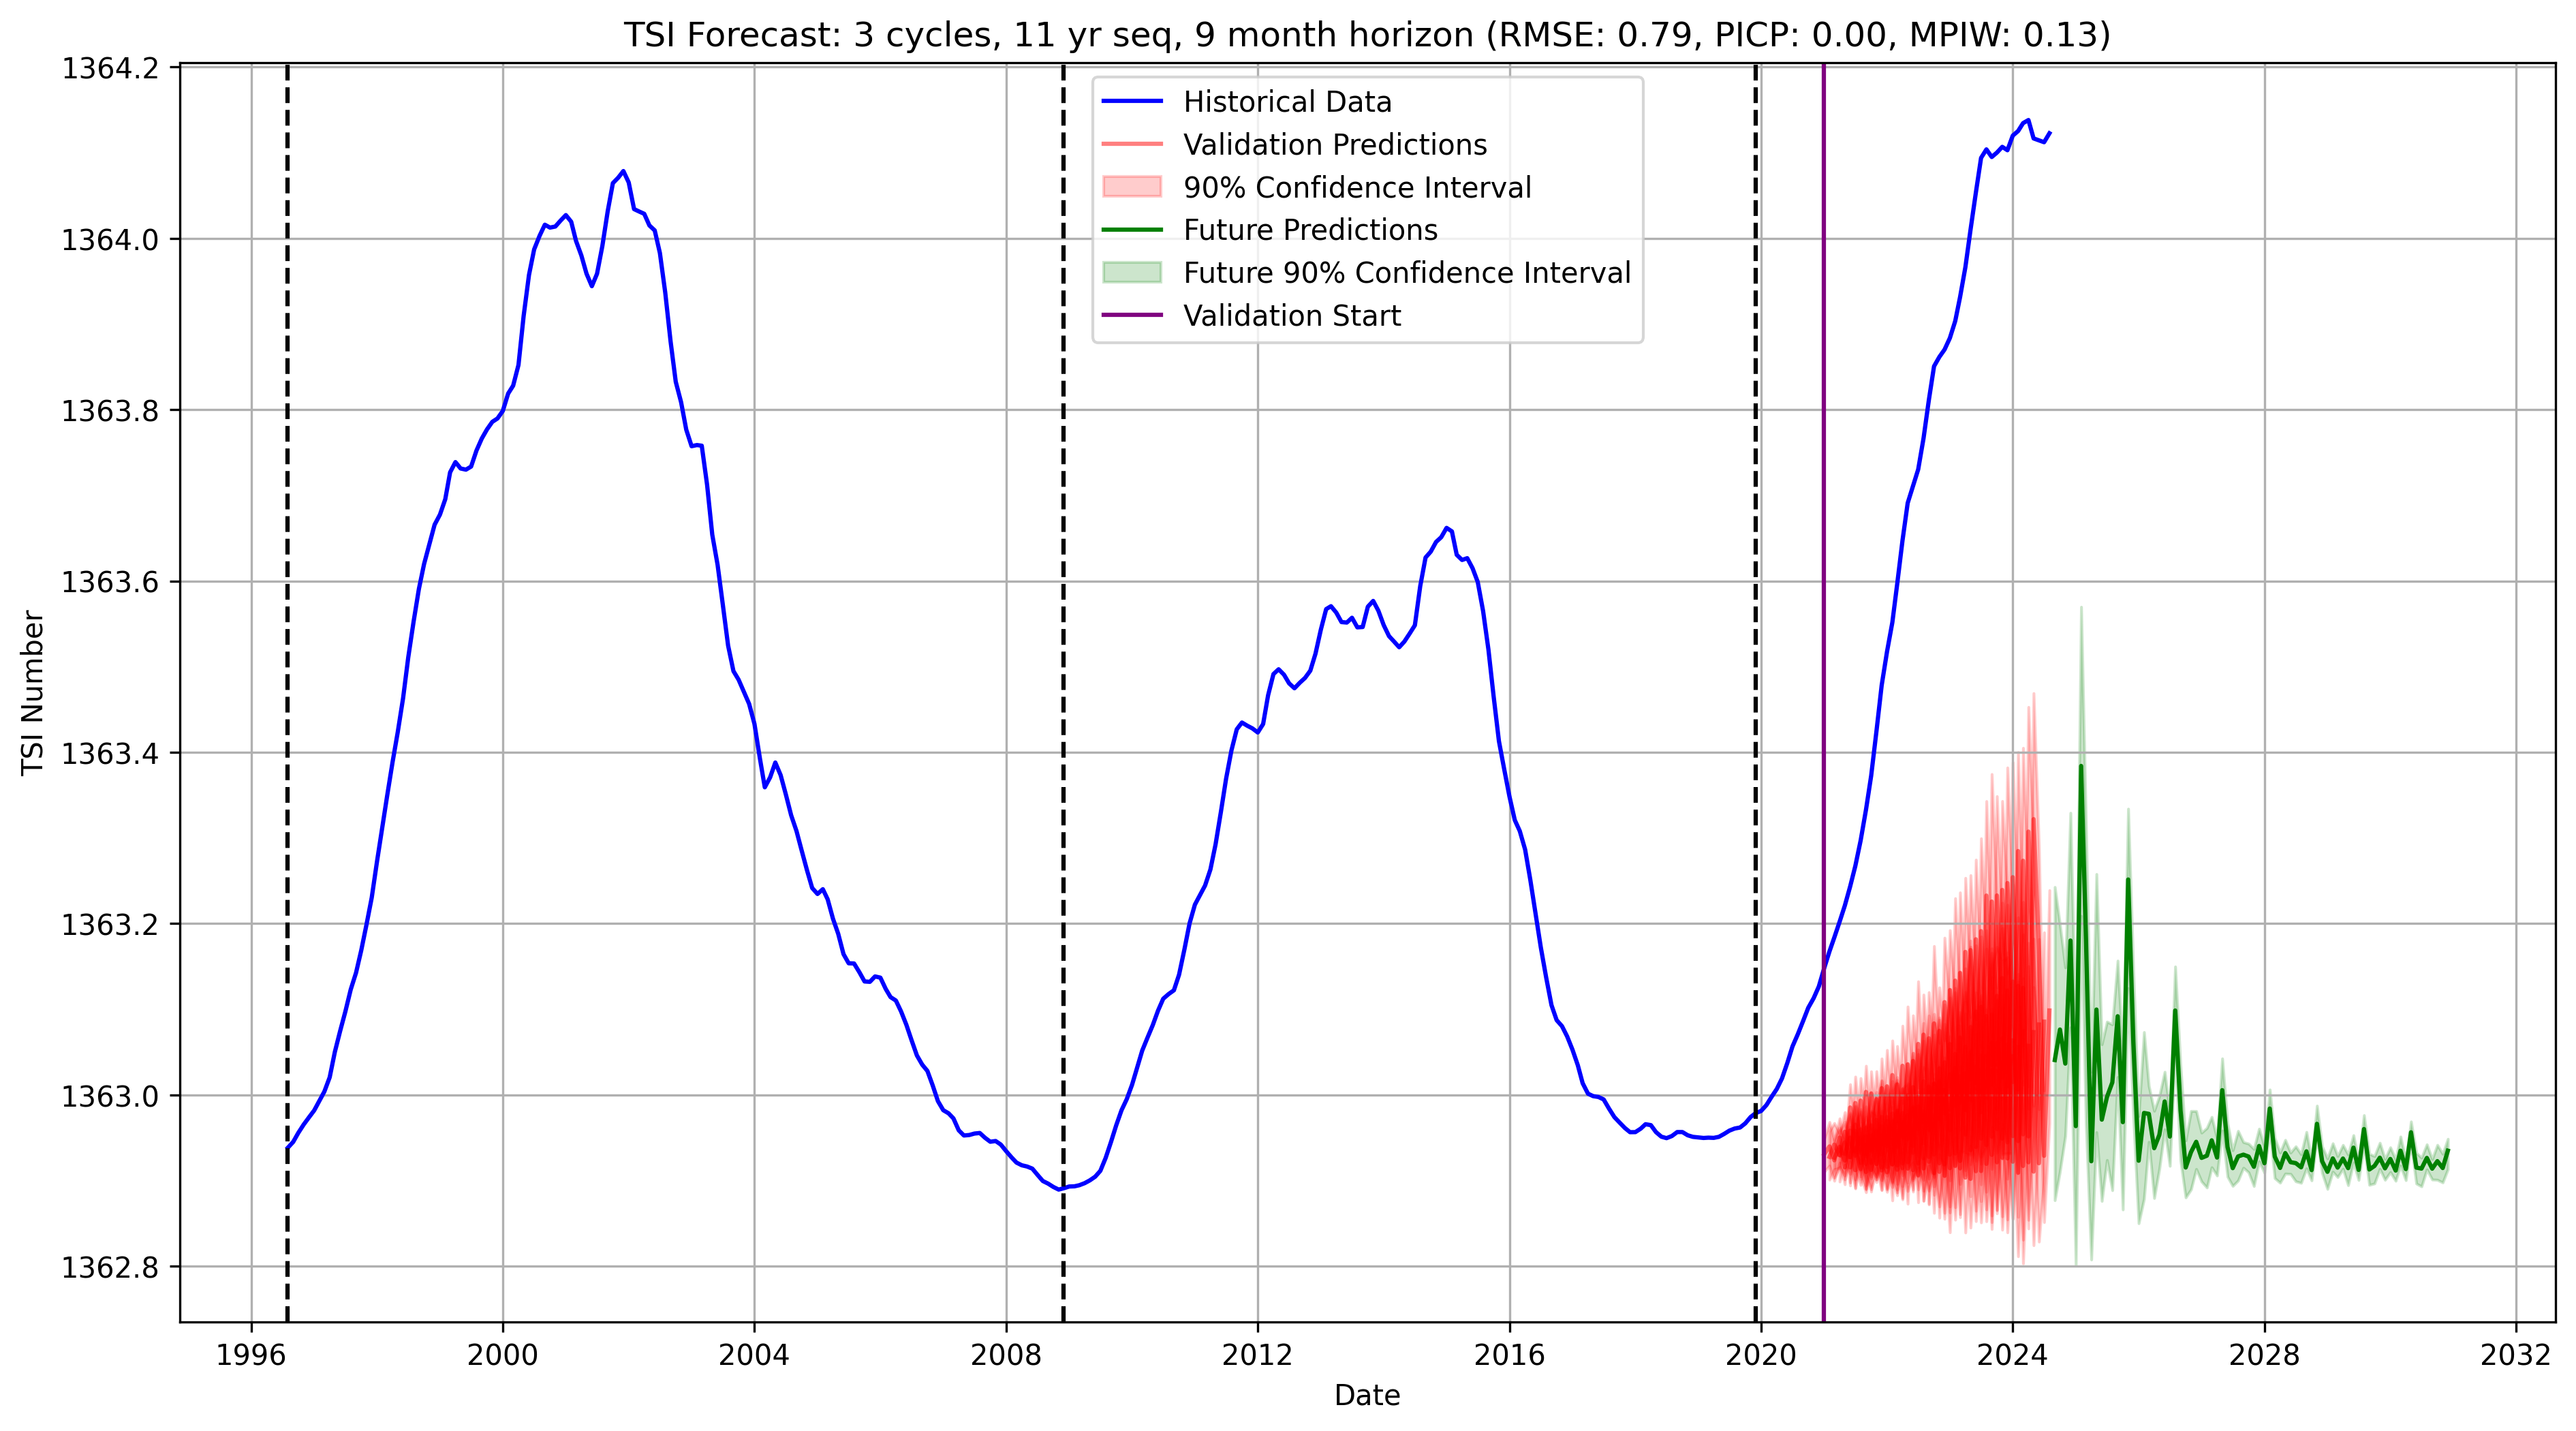 TSI Forecast: 3 cycles, 11 yr seq, 9 month horizon (RMSE: 0.79, PICP: 0.00, MPIW: 0.13)
1364.2
1364.0
1363.8
1363.6
1363.4
1363.2
1363.0
1362.8
TSI Number
Historical Data
Validation Predictions
90% Confidence Interval
Future Predictions
Future 90% Confidence Interval
Validation Start
1996 2000 2004 2008 2012 2016 2020 2024 2028 2032
Date